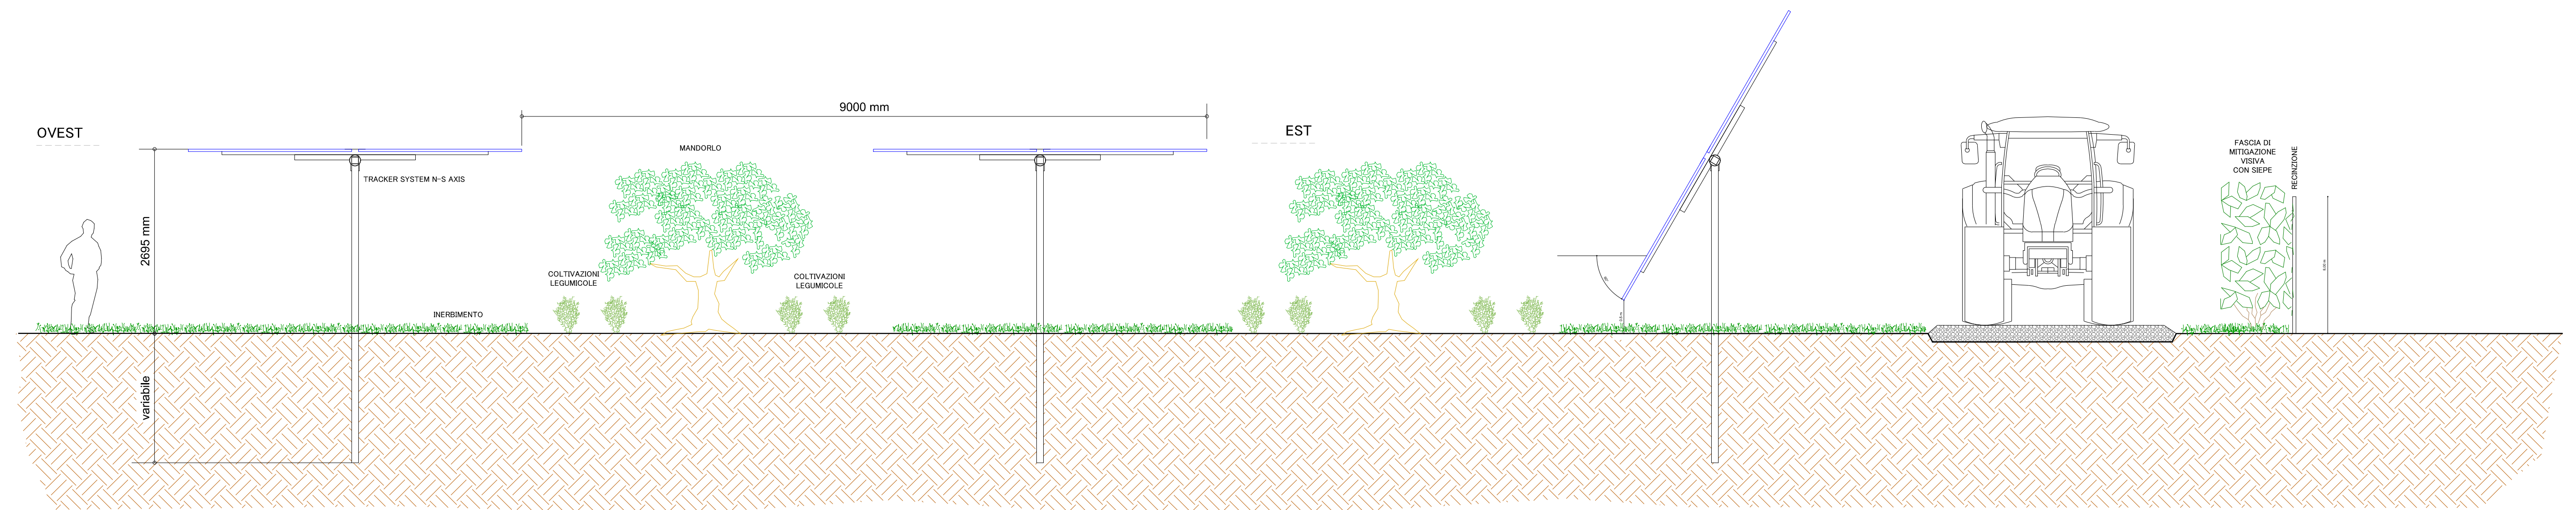 OVEST
9000 mm
EST
MANDORLO
TRACKER SYSTEM N-S AXIS
2695 mm
COLTIVAZIONI
LEGUMICOLE
COLTIVAZIONI
LEGUMICOLE
INERBIMENTO
variabile
FASCIA DI
MITIGAZIONE
VISIVA
CON SIEPE
RECINZIONE